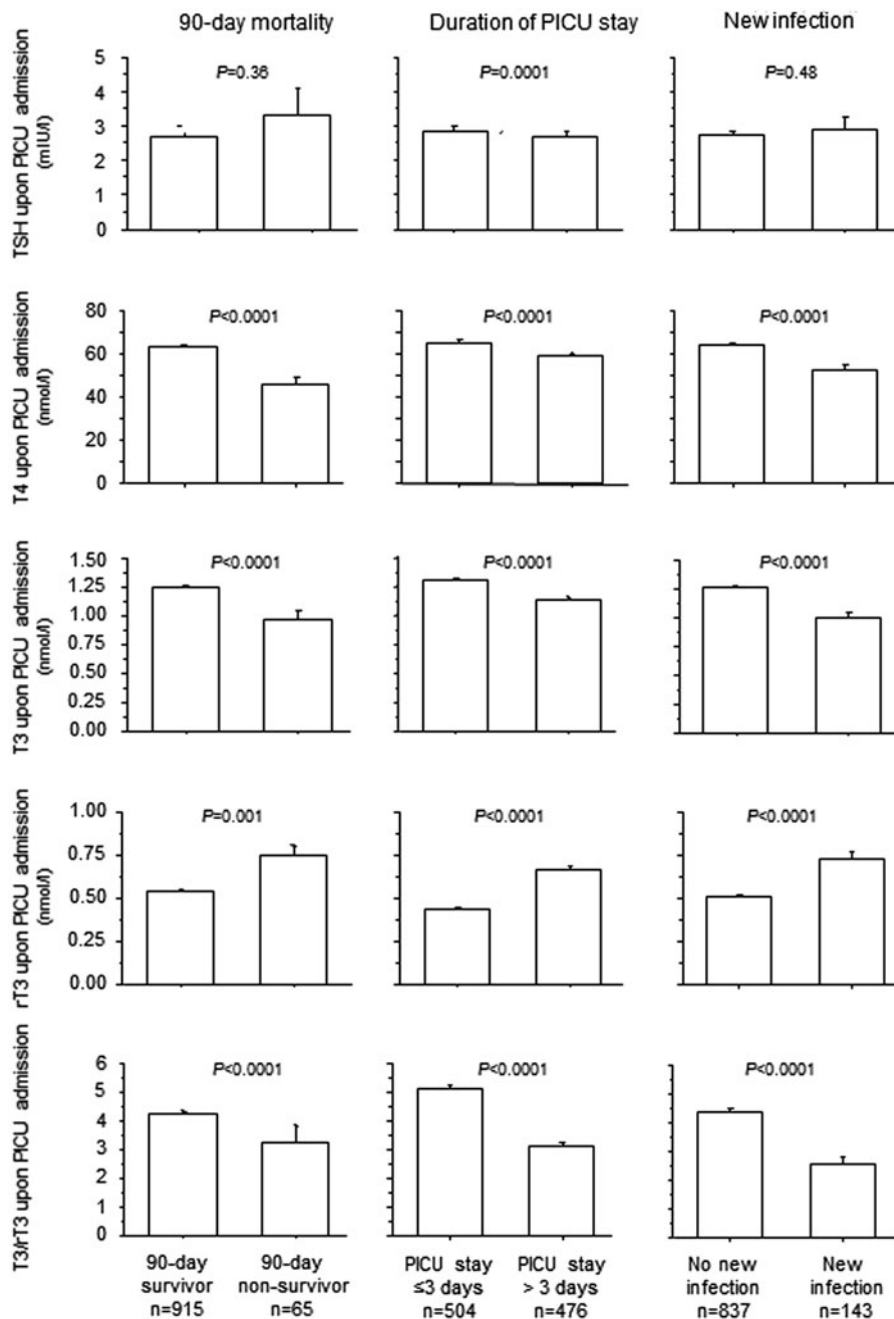 90-day mortality
Duration of PICU stay
New infection
TSH upon PICU admission
(mIU/l)
5
4
3
2
1
0
P=0.36
P=0.0001
P=0.48
T4 upon PICU admission
(nmol/l)
80
60
40
20
0
P<0.0001
P<0.0001
P<0.0001
T3 upon PICU admission
(nmol/l)
1.50
1.25
1.00
0.75
0.50
0.25
0.00
P<0.0001
P<0.0001
P<0.0001
rT3 upon PICU admission
(nmol/l)
1.00
0.75
0.50
0.25
0.00
P=0.001
P<0.0001
P<0.0001
T3/rT3 upon PICU admission
6
5
4
3
2
1
0
P<0.0001
P<0.0001
P<0.0001
90-day
survivor
n=915
90-day
non-survivor
n=65
PICU stay
≤3 days
n=504
PICU stay
> 3 days
n=476
No new
infection
n=837
New
infection
n=143